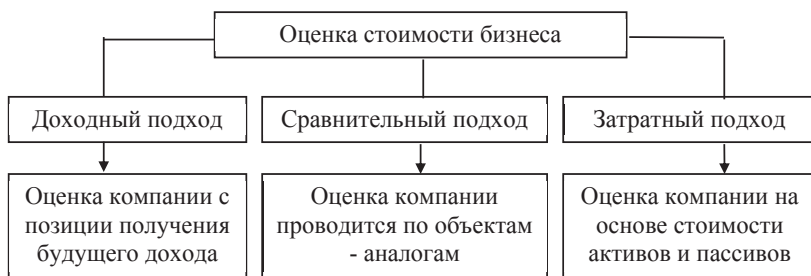 Оценка стоимости бизнеса
Доходный подход
Сравнительный подход
Затратный подход
Оценка компании с
позиции получения
будущего дохода
Оценка компании
проводится по объектам
- аналогам
Оценка компании на
основе стоимости
активов и пассивов